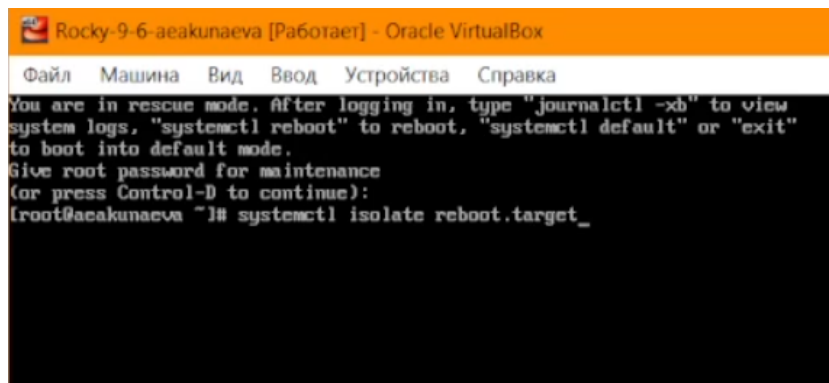 Rocky-9-6-aeakunaeva [Работает] - Oracle VirtualBox
Файл Машина Вид Ввод Устройства Справка
You are in rescue mode. After logging in, type "journalctl -xb" to view
system logs, "systemctl reboot" to reboot, "systemctl default" or "exit"
to boot into default mode.
Give root password for maintenance
(or press Control-D to continue):
[root@aeakunaeva ~]# systemctl isolate reboot.target_